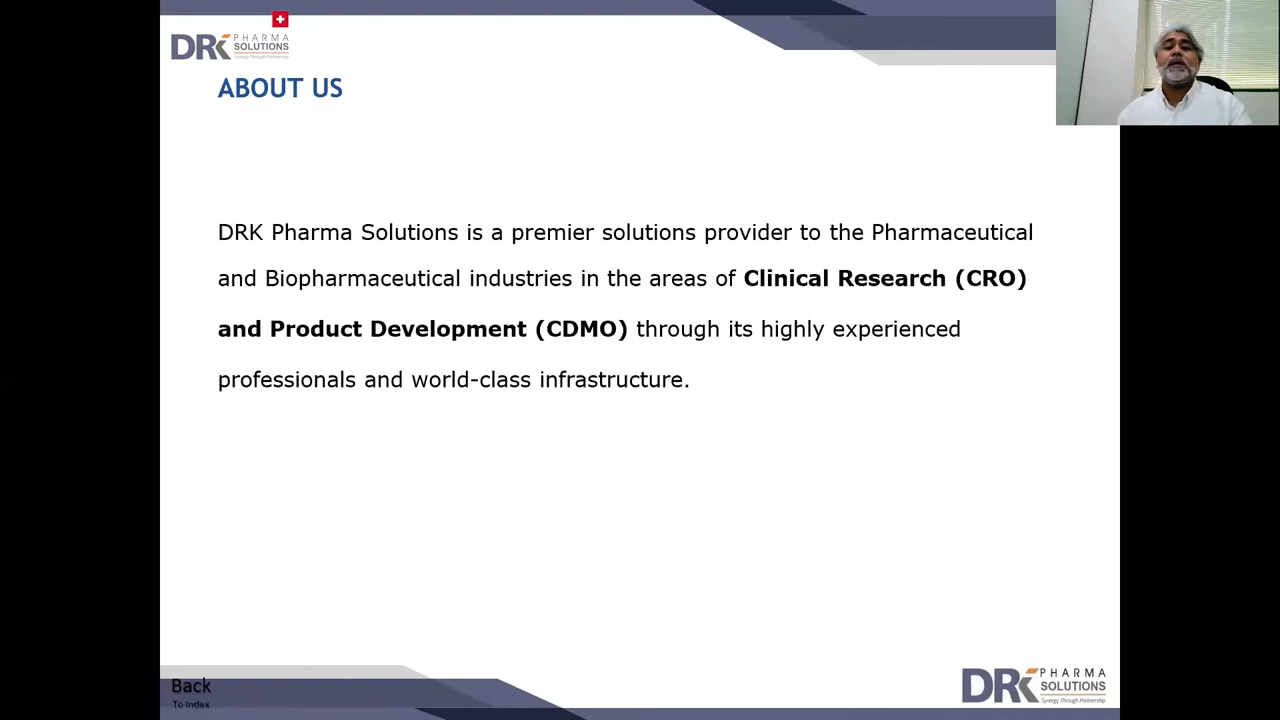 DRK PHARMA SOLUTIONS
Synergy Through Partnership
ABOUT US
DRK Pharma Solutions is a premier solutions provider to the Pharmaceutical
and Biopharmaceutical industries in the areas of Clinical Research (CRO)
and Product Development (CDMO) through its highly experienced
professionals and world-class infrastructure.
Back
To Index
DRK PHARMA SOLUTIONS
Synergy Through Partnership